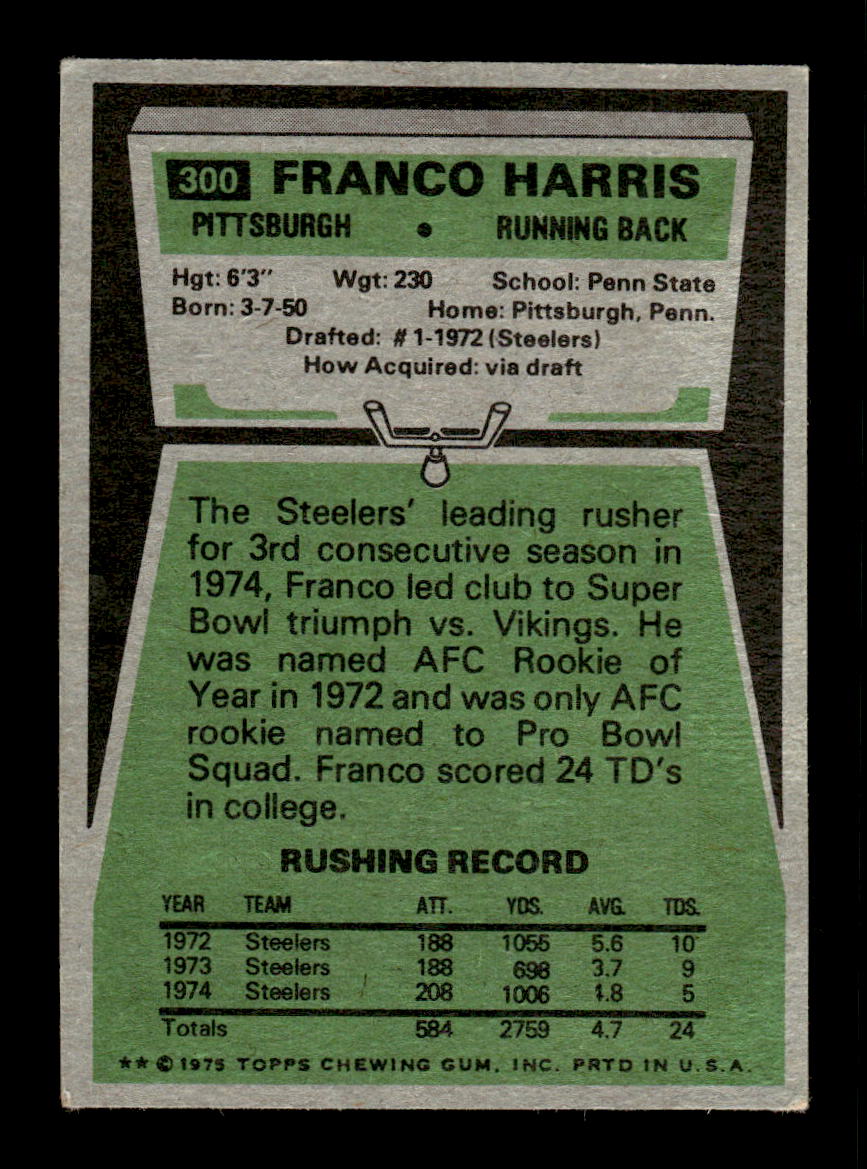 300 FRANCO HARRIS
PITTSBURGH • RUNNING BACK
Hgt: 6'3" Wgt: 230 School: Penn State
Born: 3-7-50 Home: Pittsburgh, Penn.
Drafted: #1-1972 (Steelers)
How Acquired: via draft
The Steelers' leading rusher
for 3rd consecutive season in
1974, Franco led club to Super
Bowl triumph vs. Vikings. He
was named AFC Rookie of
Year in 1972 and was only AFC
rookie named to Pro Bowl
Squad. Franco scored 24 TD's
in college.
RUSHING RECORD
YEAR TEAM ATT. YDS. AVG. TDS.
1972 Steelers 188 1055 5.6 10
1973 Steelers 188 698 3.7 9
1974 Steelers 208 1006 4.8 5
Totals 584 2759 4.7 24
** © 1975 TOPPS CHEWING GUM, INC. PRTD IN U.S.A.